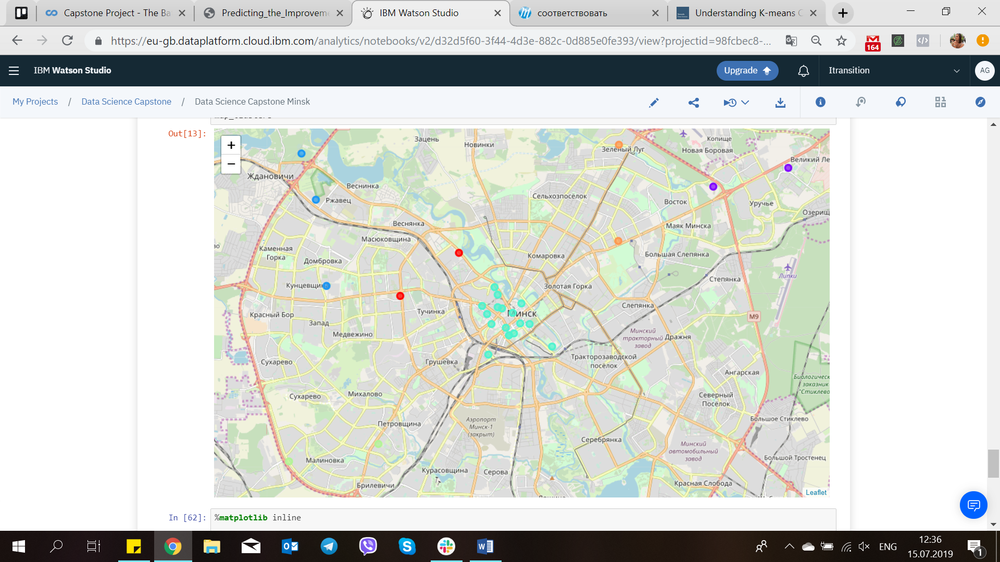 Capstone Project - The Ba
Predicting_the_Improveme
IBM Watson Studio
соответствовать
Understanding K-means C
https://eu-gb.dataplatform.cloud.ibm.com/analytics/notebooks/v2/d32d5f60-3f44-4d3e-882c-0d885e0fe393/view?projectid=98fcbec8-...
164
IBM Watson Studio
Upgrade
Itransition
AG
My Projects / Data Science Capstone / Data Science Capstone Minsk
Out[13]:
+
−
Зацень
Новинки
Копище
Зелёный Луг
Новая Боровая
Великий Ле
Ждановичи
Веснинка
Ржавец
Сельхозпосёлок
Восток
Уручье
Озерищ
Веснянка
Маяк Минска
Масюковщина
во
Каменная
Горка
Домбровка
Комаровка
Большая Слепянка
Липки
Степянка
Кунцевщин
Золотая Горка
Слепянка
Тучинка
Минск
Красный Бор
М9
Запад
Медвежино
Минский
тракторный
завод
Дражня
Сухарево
Грушевка
Тракторозаводской
посёлок
Ангарская
Биологическ
заказник
"Стиклево
Сухарево
Михалово
Северный
Посёлок
Аэропорт
Минск-1
(закрыт)
Большое Стиклево
Петровщина
Серебрянка
Минский
автомобильный
завод
Малиновка
Большой Тростенец
Курасовщина
Серова
Брилевичи
Красная Слобода
Лошица
Leaflet
In [62]:
%matplotlib inline
ENG
12:36
15.07.2019
1